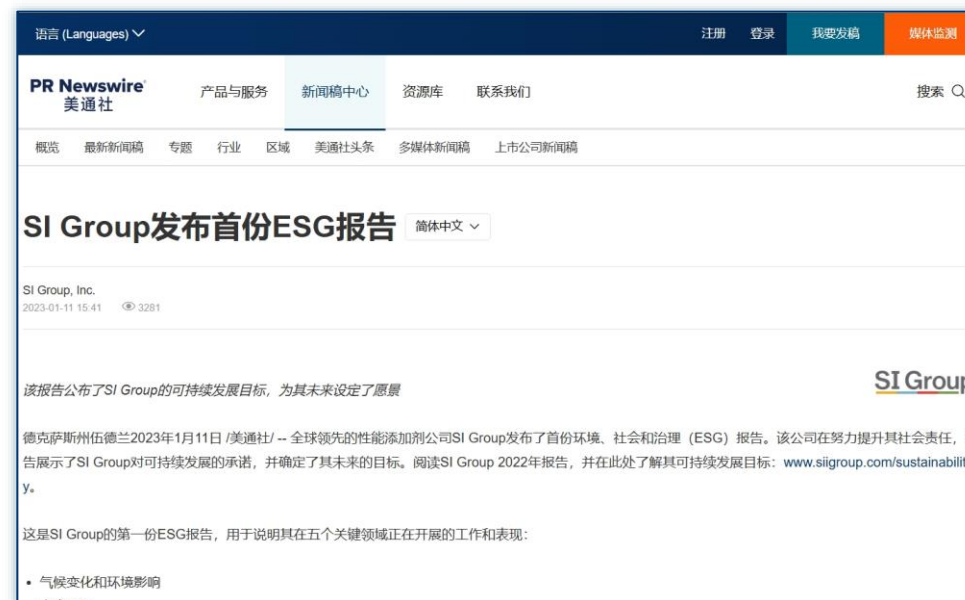 语言 (Languages)
注册 登录 我要发稿 媒体监测
PR Newswire®
美通社
产品与服务 新闻稿中心 资源库 联系我们
搜索
概览 最新新闻稿 专题 行业 区域 美通社头条 多媒体新闻稿 上市公司新闻稿
SI Group发布首份ESG报告 简体中文
SI Group, Inc.
2023-01-11 15:41 3281
该报告公布了SI Group的可持续发展目标，为其未来设定了愿景
SI Group
德克萨斯州伍德兰2023年1月11日 /美通社/ -- 全球领先的性能添加剂公司SI Group发布了首份环境、社会和治理（ESG）报告。该公司在努力提升其社会责任，
告展示了SI Group对可持续发展的承诺，并确定了其未来的目标。阅读SI Group 2022年报告，并在此处了解其可持续发展目标：www.siigroup.com/sustainabilit
y。
这是SI Group的第一份ESG报告，用于说明其在五个关键领域正在开展的工作和表现：
• 气候变化和环境影响